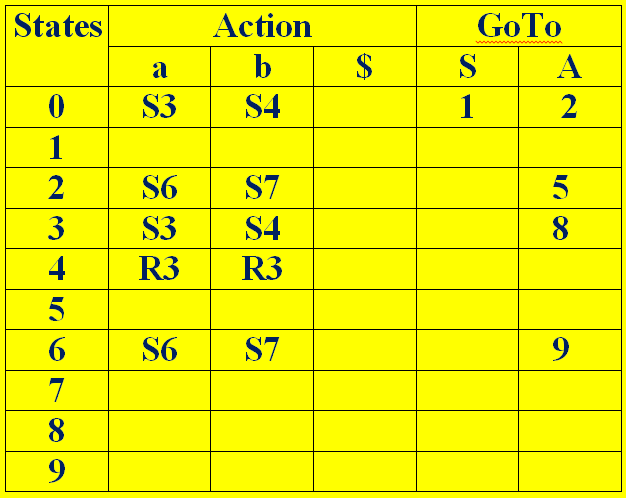 States Action GoTo
a b $ S A
0 S3 S4 1 2
1
2 S6 S7 5
3 S3 S4 8
4 R3 R3
5
6 S6 S7 9
7
8
9